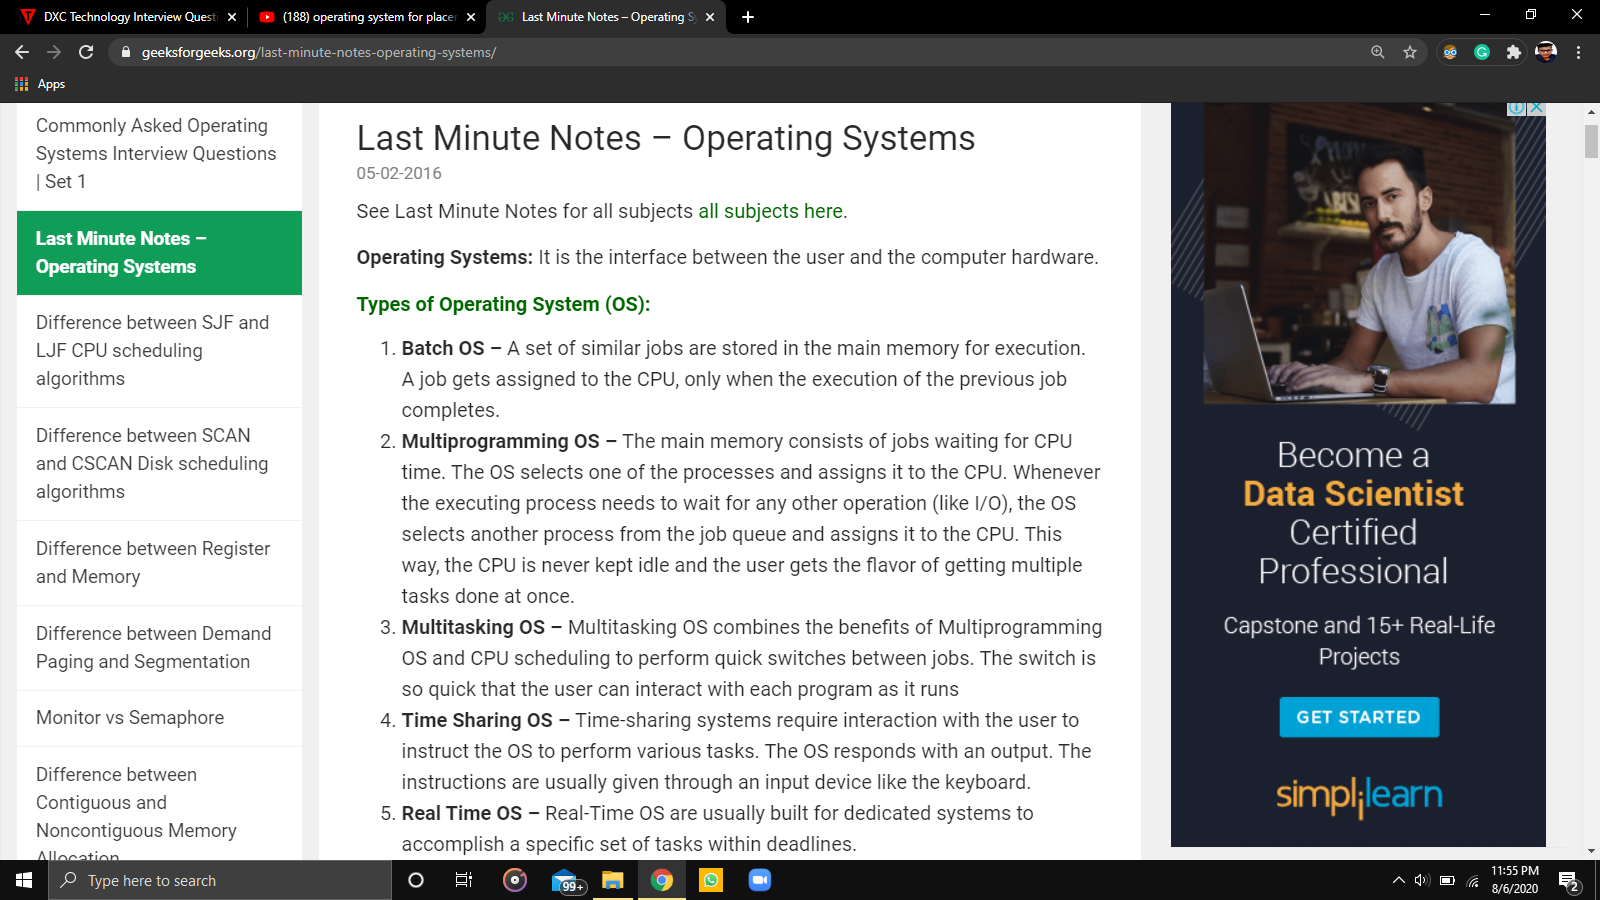 DXC Technology Interview Questi
(188) operating system for placem
Last Minute Notes – Operating Sy
geeksforgeeks.org/last-minute-notes-operating-systems/
Apps
Commonly Asked Operating
Systems Interview Questions
| Set 1
Last Minute Notes –
Operating Systems
Difference between SJF and
LJF CPU scheduling
algorithms
Difference between SCAN
and CSCAN Disk scheduling
algorithms
Difference between Register
and Memory
Difference between Demand
Paging and Segmentation
Monitor vs Semaphore
Difference between
Contiguous and
Noncontiguous Memory
Allocation
Last Minute Notes – Operating Systems
05-02-2016
See Last Minute Notes for all subjects all subjects here.
Operating Systems: It is the interface between the user and the computer hardware.
Types of Operating System (OS):
1. Batch OS – A set of similar jobs are stored in the main memory for execution.
A job gets assigned to the CPU, only when the execution of the previous job
completes.
2. Multiprogramming OS – The main memory consists of jobs waiting for CPU
time. The OS selects one of the processes and assigns it to the CPU. Whenever
the executing process needs to wait for any other operation (like I/O), the OS
selects another process from the job queue and assigns it to the CPU. This
way, the CPU is never kept idle and the user gets the flavor of getting multiple
tasks done at once.
3. Multitasking OS – Multitasking OS combines the benefits of Multiprogramming
OS and CPU scheduling to perform quick switches between jobs. The switch is
so quick that the user can interact with each program as it runs
4. Time Sharing OS – Time-sharing systems require interaction with the user to
instruct the OS to perform various tasks. The OS responds with an output. The
instructions are usually given through an input device like the keyboard.
5. Real Time OS – Real-Time OS are usually built for dedicated systems to
accomplish a specific set of tasks within deadlines.
Become a
Data Scientist
Certified
Professional
Capstone and 15+ Real-Life
Projects
GET STARTED
simplilearn
Type here to search
99+
11:55 PM
8/6/2020
2